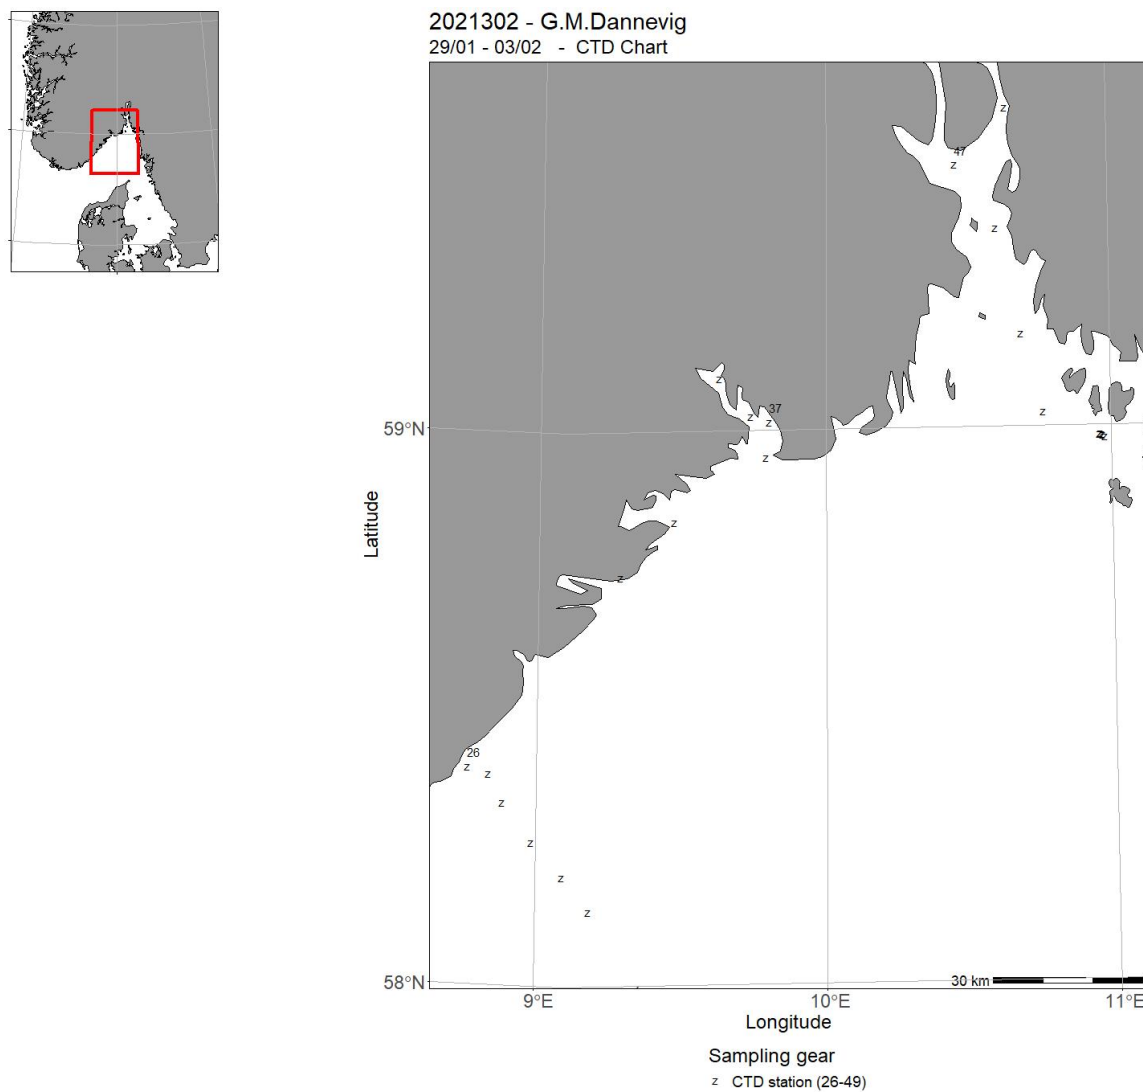 2021302 - G.M.Dannevig
29/01 - 03/02 - CTD Chart
z
47
z
z
z
z
37
z
z
z
59°N
z
z
z
z
z
Latitude
z
z
26
z
z
z
z
z
z
58°N
30 km
9°E
10°E
11°E
Longitude
Sampling gear
z CTD station (26-49)